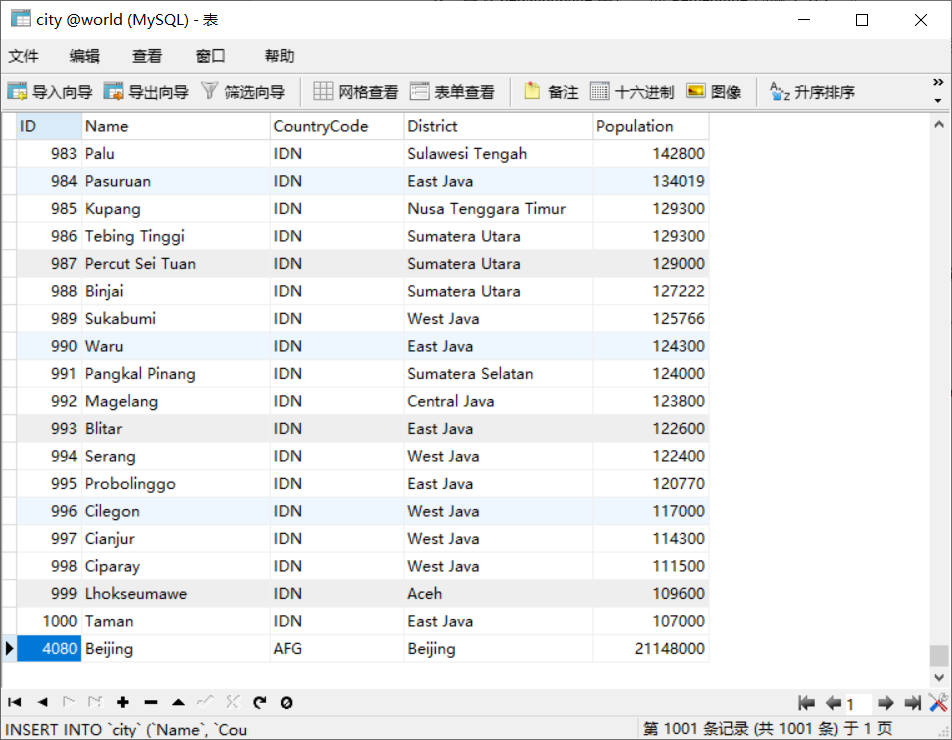 city @world (MySQL) - 表
文件 编辑 查看 窗口 帮助
导入向导 导出向导 筛选向导 网格查看 表单查看 备注 十六进制 图像 升序排序
ID Name CountryCode District Population
983 Palu IDN Sulawesi Tengah 142800
984 Pasuruan IDN East Java 134019
985 Kupang IDN Nusa Tenggara Timur 129300
986 Tebing Tinggi IDN Sumatera Utara 129300
987 Percut Sei Tuan IDN Sumatera Utara 129000
988 Binjai IDN Sumatera Utara 127222
989 Sukabumi IDN West Java 125766
990 Waru IDN East Java 124300
991 Pangkal Pinang IDN Sumatera Selatan 124000
992 Magelang IDN Central Java 123800
993 Blitar IDN East Java 122600
994 Serang IDN West Java 122400
995 Probolinggo IDN East Java 120770
996 Cilegon IDN West Java 117000
997 Cianjur IDN West Java 114300
998 Ciparay IDN West Java 111500
999 Lhokseumawe IDN Aceh 109600
1000 Taman IDN East Java 107000
4080 Beijing AFG Beijing 21148000
1
INSERT INTO `city` (`Name`, `Cou 第 1001 条记录 (共 1001 条) 于 1 页